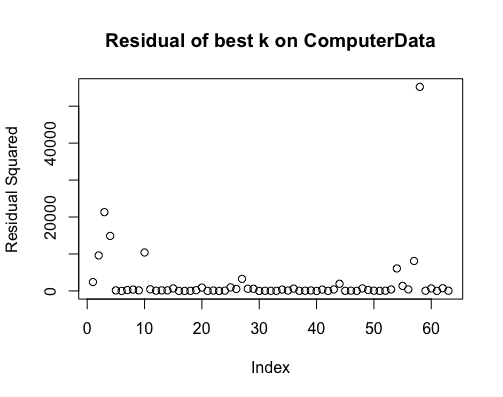 Residual of best k on ComputerData
Residual Squared
40000
20000
0
0 10 20 30 40 50 60
Index